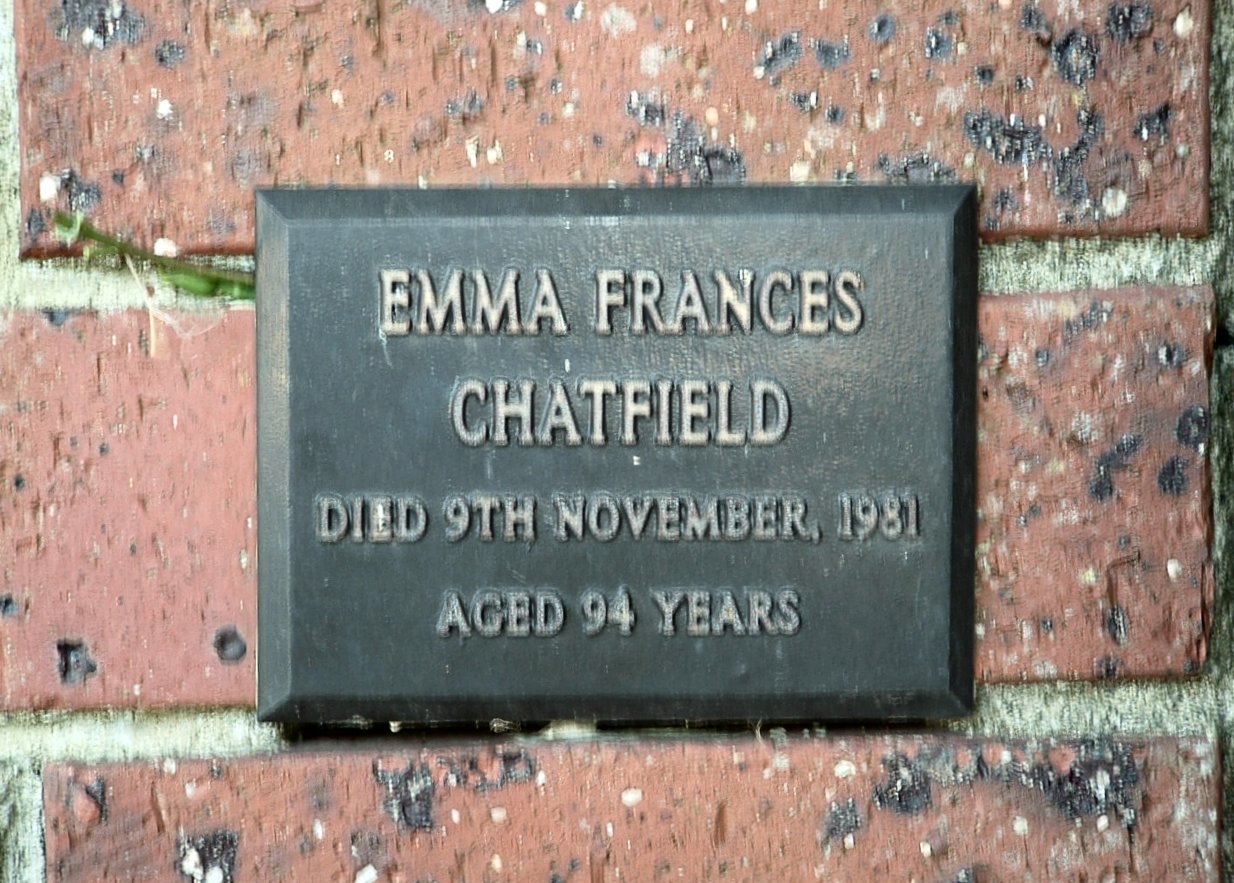 EMMA FRANCES
CHATFIELD
DIED 9TH NOVEMBER, 1981
AGED 94 YEARS